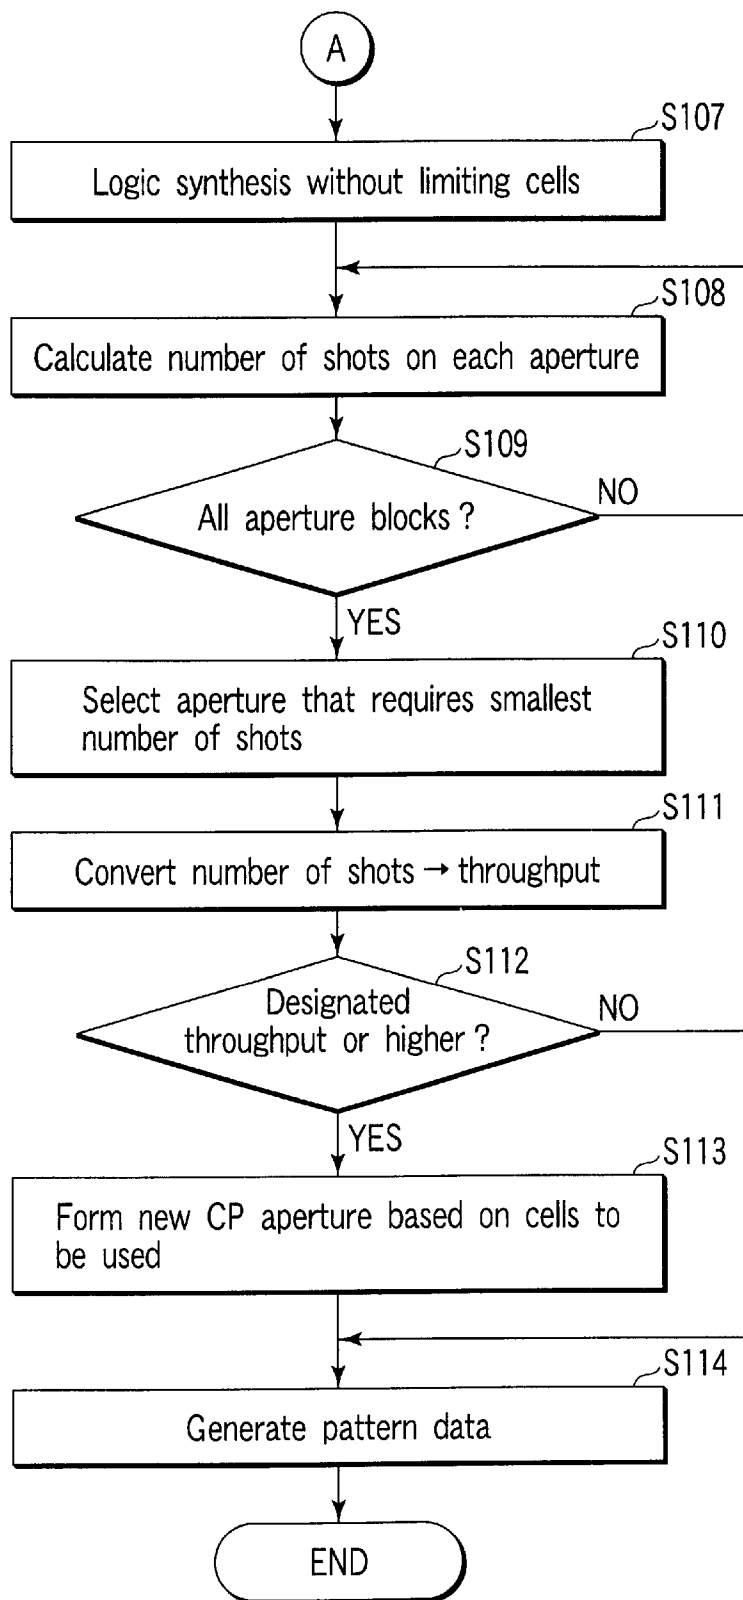 A
S107
Logic synthesis without limiting cells
S108
Calculate number of shots on each aperture
S109
All aperture blocks ?
NO
YES
S110
Select aperture that requires smallest
number of shots
S111
Convert number of shots → throughput
S112
Designated
throughput or higher ?
NO
YES
S113
Form new CP aperture based on cells to
be used
S114
Generate pattern data
END